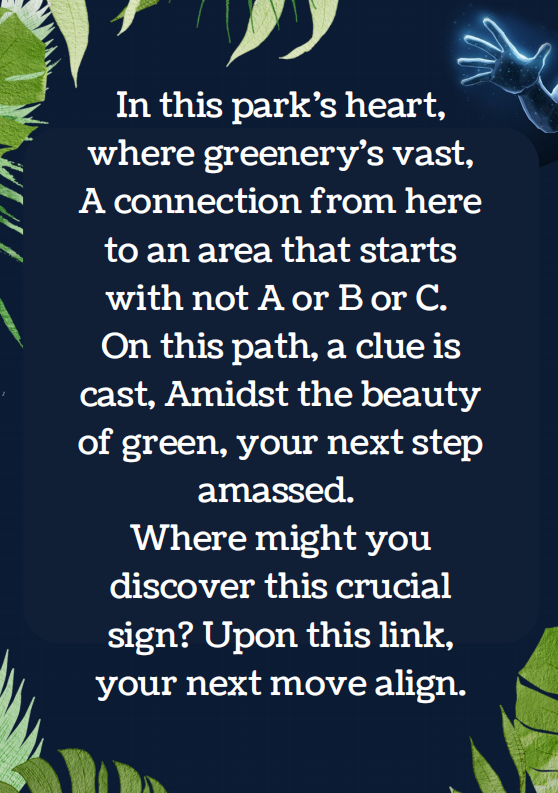 In this park’s heart,
where greenery’s vast,
A connection from here
to an area that starts
with not A or B or C.
On this path, a clue is
cast, Amidst the beauty
of green, your next step
amassed.
Where might you
discover this crucial
sign? Upon this link,
your next move align.